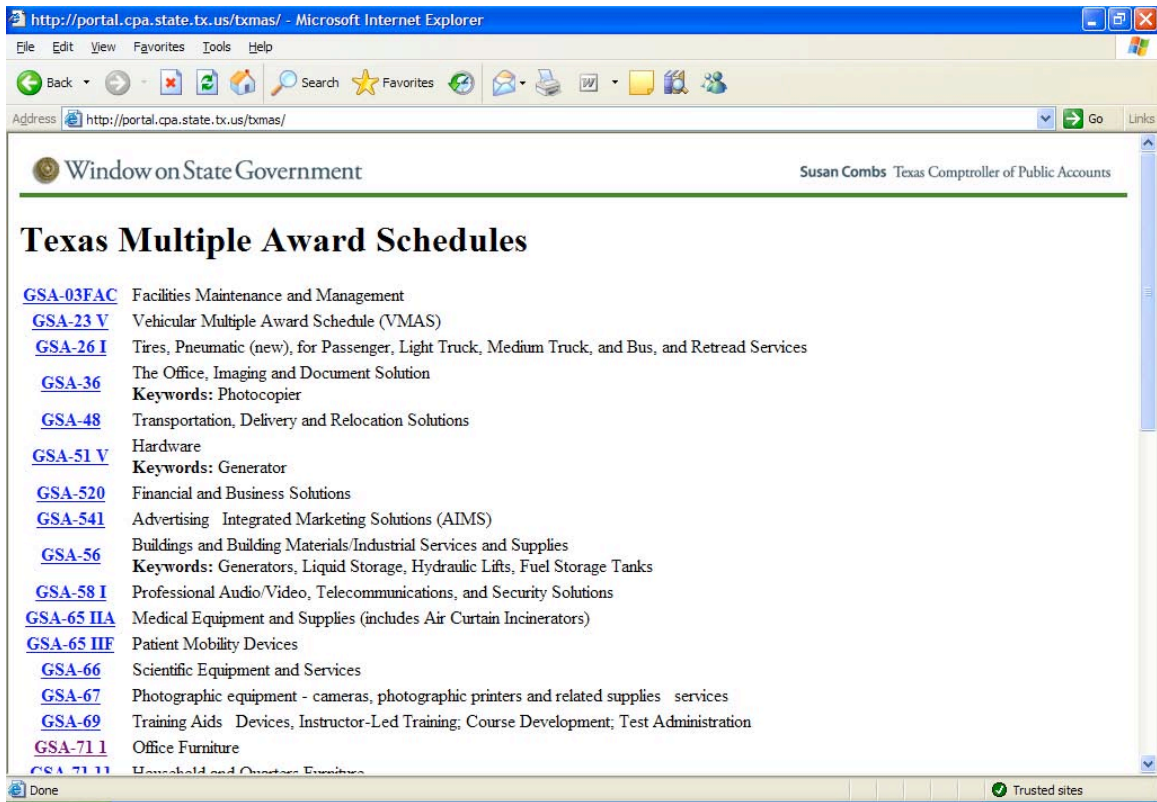 http://portal.cpa.state.tx.us/txmas/ - Microsoft Internet Explorer
File Edit View Favorites Tools Help
Back Search Favorites
Address http://portal.cpa.state.tx.us/txmas/ Go Links
Window on State Government Susan Combs Texas Comptroller of Public Accounts
Texas Multiple Award Schedules
GSA-03FAC Facilities Maintenance and Management
GSA-23 V Vehicular Multiple Award Schedule (VMAS)
GSA-26 I Tires, Pneumatic (new), for Passenger, Light Truck, Medium Truck, and Bus, and Retread Services
GSA-36 The Office, Imaging and Document Solution
Keywords: Photocopier
GSA-48 Transportation, Delivery and Relocation Solutions
GSA-51 V Hardware
Keywords: Generator
GSA-520 Financial and Business Solutions
GSA-541 Advertising Integrated Marketing Solutions (AIMS)
GSA-56 Buildings and Building Materials/Industrial Services and Supplies
Keywords: Generators, Liquid Storage, Hydraulic Lifts, Fuel Storage Tanks
GSA-58 I Professional Audio/Video, Telecommunications, and Security Solutions
GSA-65 IIA Medical Equipment and Supplies (includes Air Curtain Incinerators)
GSA-65 IIF Patient Mobility Devices
GSA-66 Scientific Equipment and Services
GSA-67 Photographic equipment - cameras, photographic printers and related supplies services
GSA-69 Training Aids Devices, Instructor-Led Training; Course Development; Test Administration
GSA-71 1 Office Furniture
GSA-71 11 Household and Quarters Furniture
Done Trusted sites